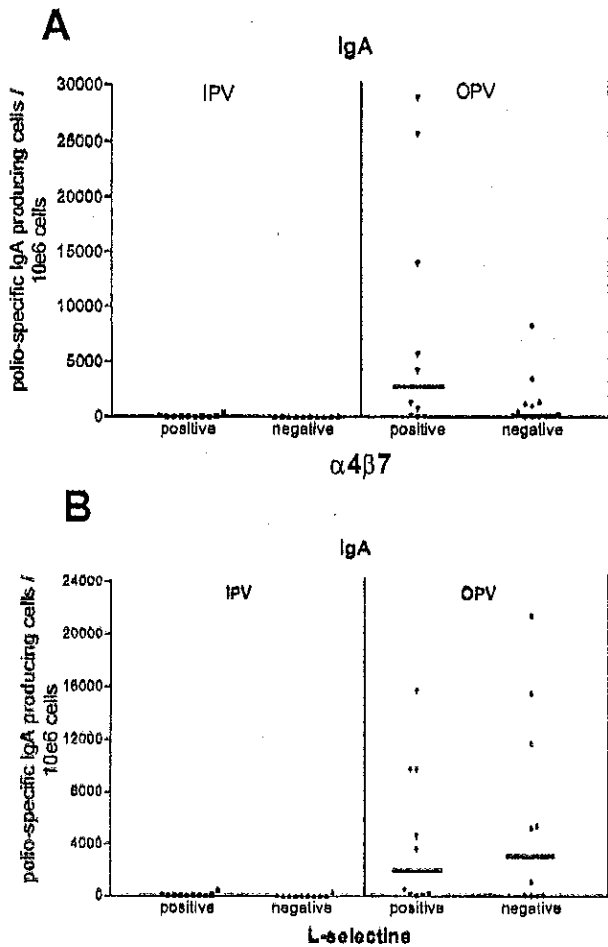 A
IgA
IPV
OPV
polio-specific IgA producing cells /
10e6 cells
30000
25000
20000
15000
10000
5000
0
positive
negative
positive
negative
α4β7
B
IgA
IPV
OPV
polio-specific IgA producing cells /
10e6 cells
24000
20000
16000
12000
8000
4000
0
positive
negative
positive
negative
L-selectine